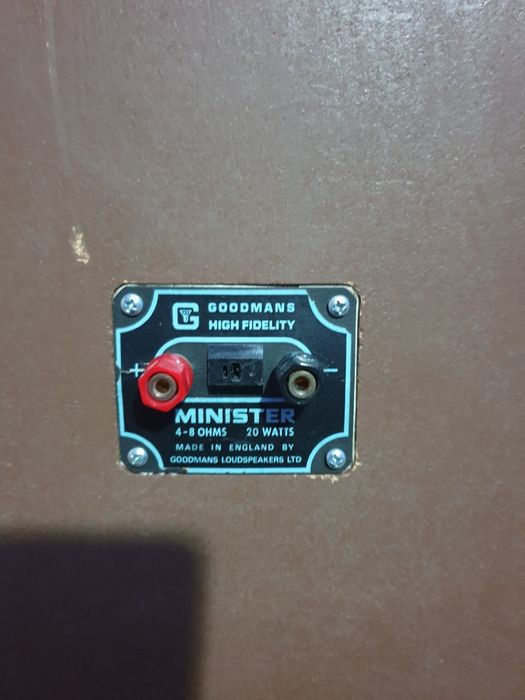 G GOODMANS
HIGH FIDELITY
+ -
MINISTER
4-8 OHMS 20 WATTS
MADE IN ENGLAND BY
GOODMANS LOUDSPEAKERS LTD